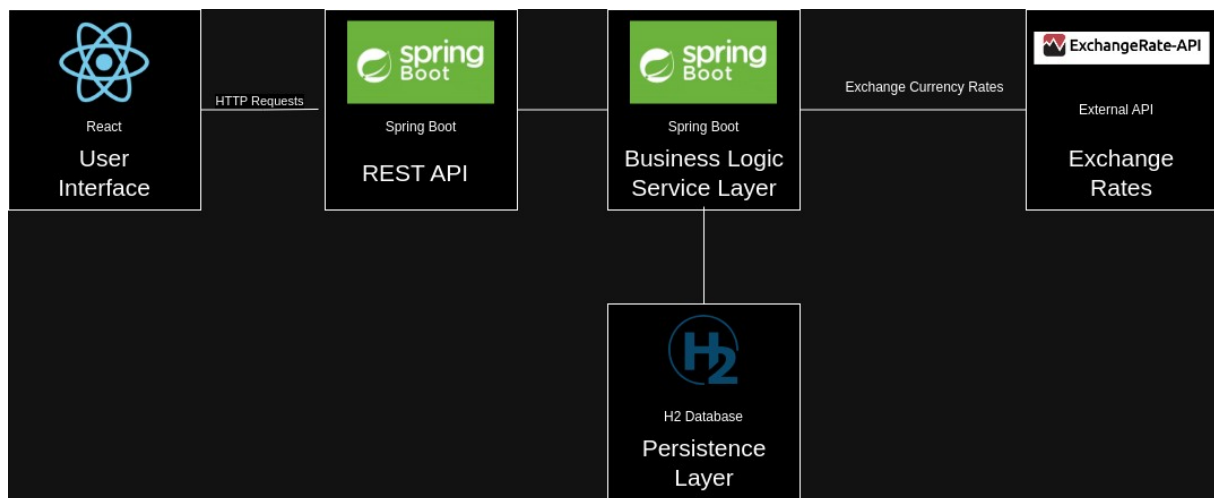 spring
Boot
spring
Boot
ExchangeRate-API
HTTP Requests
Exchange Currency Rates
React
Spring Boot
Spring Boot
External API
User
Interface
REST API
Business Logic
Service Layer
Exchange
Rates
H2
H2 Database
Persistence
Layer